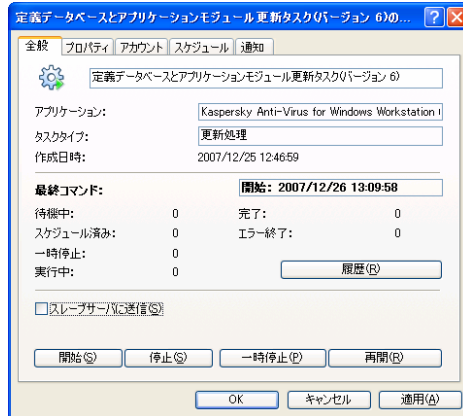 定義データベースとアプリケーションモジュール更新タスク(バージョン 6)の...
全般 プロパティ アカウント スケジュール 通知
定義データベースとアプリケーションモジュール更新タスク(バージョン 6)
アプリケーション: Kaspersky Anti-Virus for Windows Workstation
タスクタイプ: 更新処理
作成日時: 2007/12/25 12:46:59
最終コマンド: 開始: 2007/12/26 13:09:58
待機中: 0 完了: 0
スケジュール済み: 0 エラー終了: 0
一時停止: 0
実行中: 0 履歴(R)
スレーブサーバに送信(S)
開始(S) 停止(S) 一時停止(P) 再開(R)
OK キャンセル 適用(A)